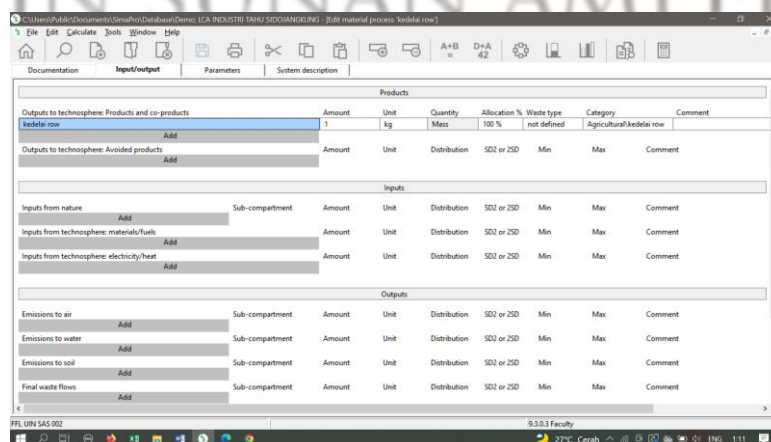 SUNAN AMPEL
C:\Users\Public\Documents\SimaPro\Database\Demo; LCA INDUSTRI TAHU SIDOJANGKUNG - [Edit material process 'kedelai row']
File Edit Calculate Tools Window Help
A+B = D+A 42
Documentation Input/output Parameters System description
Products
Outputs to technosphere: Products and co-products Amount Unit Quantity Allocation % Waste type Category Comment
kedelai row 1 kg Mass 100 % not defined Agricultural\kedelai row
Add
Outputs to technosphere: Avoided products Amount Unit Distribution SD2 or 2SD Min Max Comment
Add
Inputs
Inputs from nature Sub-compartment Amount Unit Distribution SD2 or 2SD Min Max Comment
Add
Inputs from technosphere: materials/fuels Amount Unit Distribution SD2 or 2SD Min Max Comment
Add
Inputs from technosphere: electricity/heat Amount Unit Distribution SD2 or 2SD Min Max Comment
Add
Outputs
Emissions to air Sub-compartment Amount Unit Distribution SD2 or 2SD Min Max Comment
Add
Emissions to water Sub-compartment Amount Unit Distribution SD2 or 2SD Min Max Comment
Add
Emissions to soil Sub-compartment Amount Unit Distribution SD2 or 2SD Min Max Comment
Add
Final waste flows Sub-compartment Amount Unit Distribution SD2 or 2SD Min Max Comment
Add
FFL UIN SAS 002 9.3.0.3 Faculty
27°C Cerah ENG 1:11